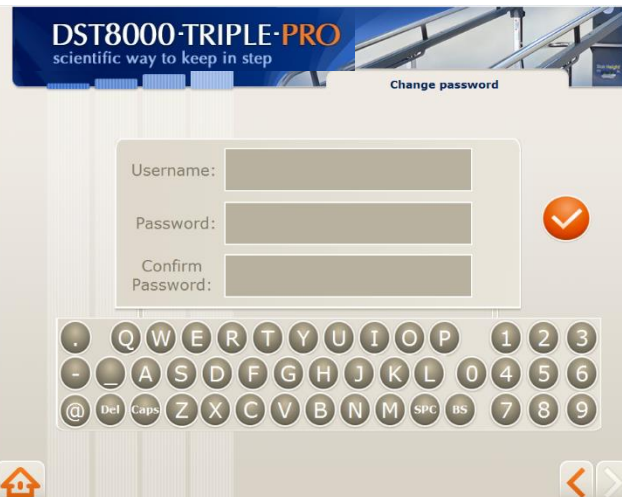 DST8000·TRIPLE·PRO
scientific way to keep in step
Change password
Username:
Password:
Confirm
Password:
. Q W E R T Y U I O P 1 2 3
- _ A S D F G H J K L 0 4 5 6
@ Del Caps Z X C V B N M SPC BS 7 8 9